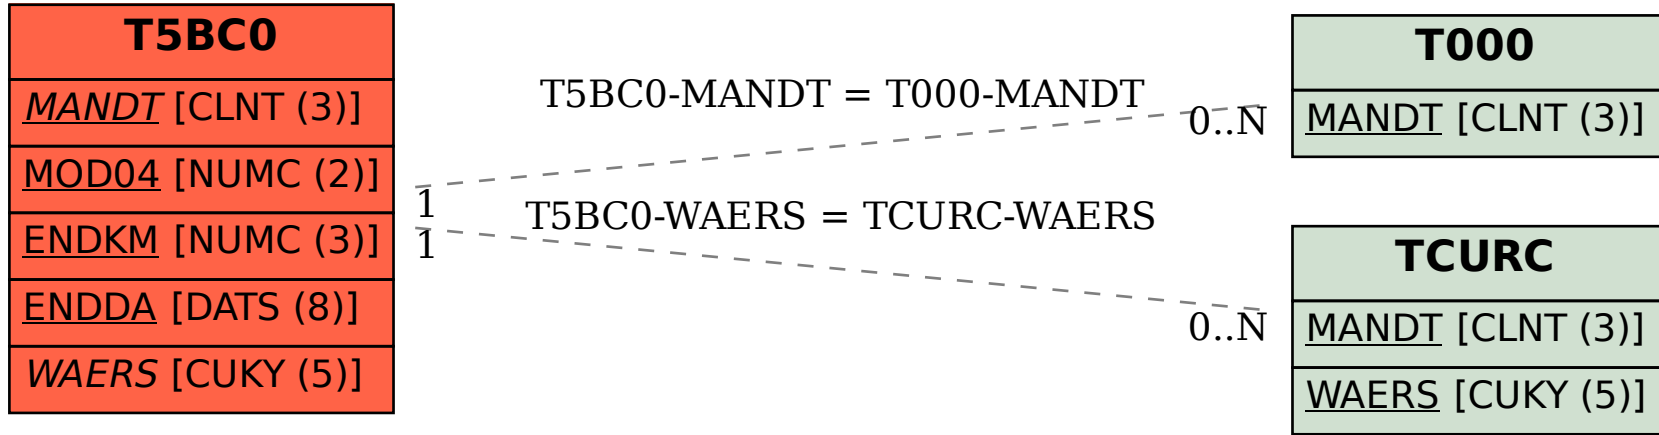 T5BC0
MANDT [CLNT (3)]
MOD04 [NUMC (2)]
ENDKM [NUMC (3)]
ENDDA [DATS (8)]
WAERS [CUKY (5)]
T5BC0-MANDT = T000-MANDT
0..N
1
T5BC0-WAERS = TCURC-WAERS
1
0..N
T000
MANDT [CLNT (3)]
TCURC
MANDT [CLNT (3)]
WAERS [CUKY (5)]